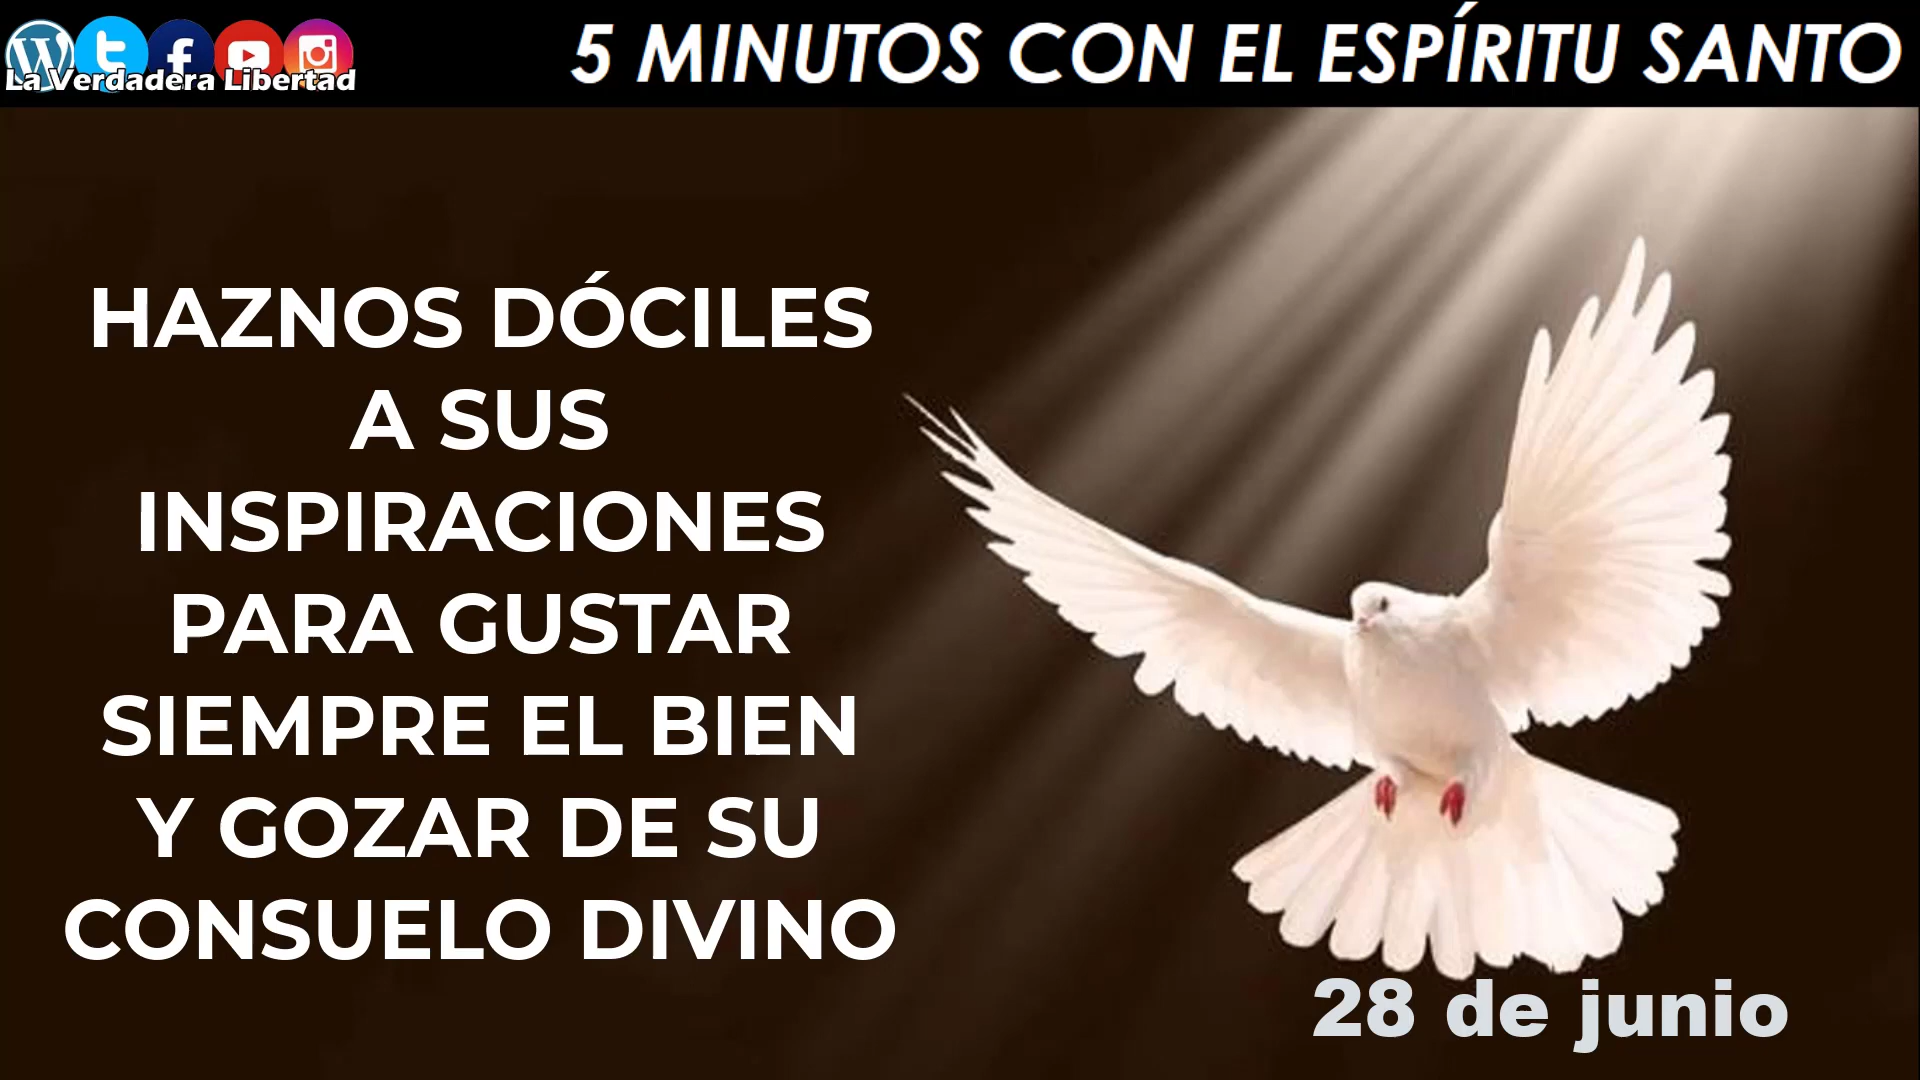 La Verdadera Libertad
5 MINUTOS CON EL ESPÍRITU SANTO
HAZNOS DÓCILES
A SUS
INSPIRACIONES
PARA GUSTAR
SIEMPRE EL BIEN
Y GOZAR DE SU
CONSUELO DIVINO
28 de junio